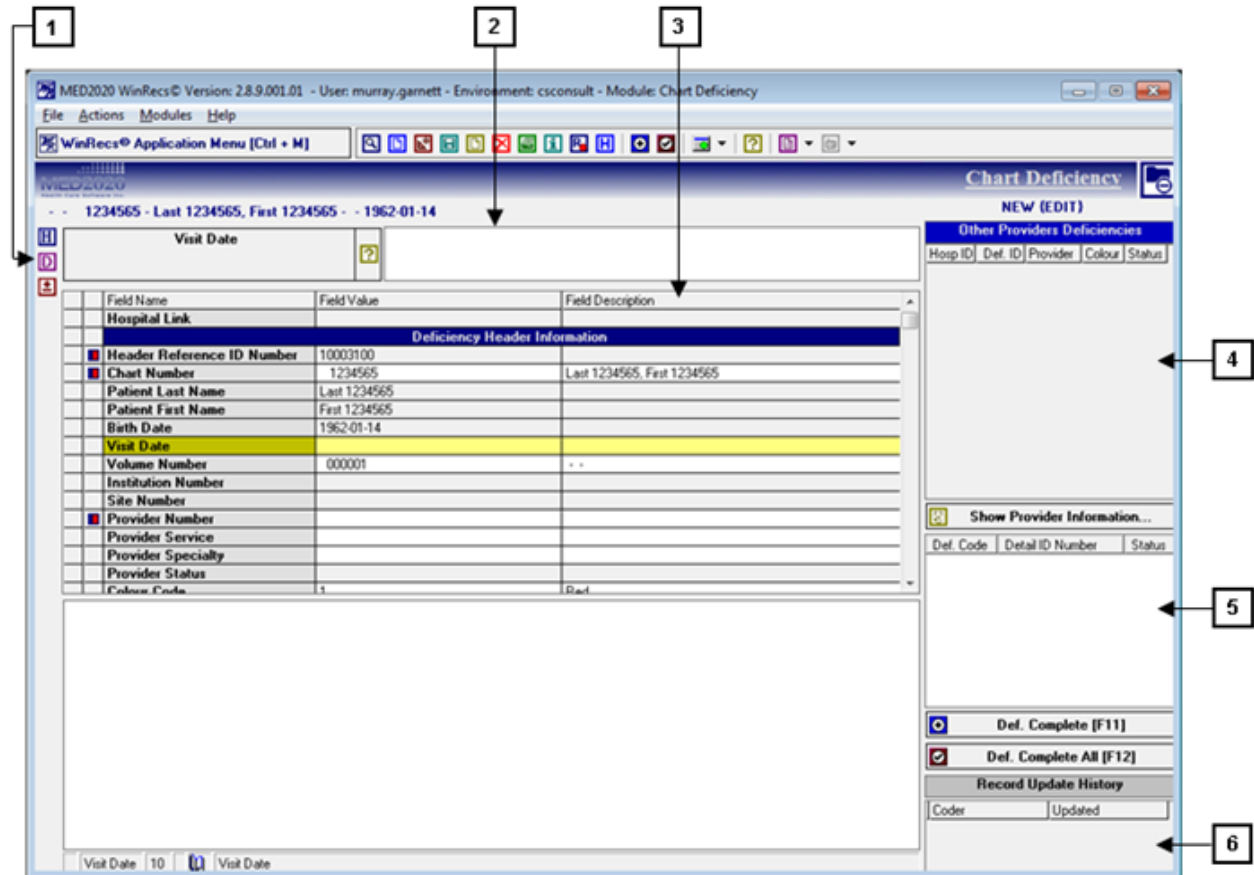 1 2 3
MED2020 WinRecs© Version: 2.8.9.001.01 - User: murray.garnett - Environment: csconsult - Module: Chart Deficiency
File Actions Modules Help
WinRecs© Application Menu [Ctrl + M]
MED2020
Chart Deficiency
- - 1234565 - Last 1234565, First 1234565 - - 1962-01-14
NEW (EDIT)
Visit Date
Other Providers Deficiencies
Hosp ID Def. ID Provider Colour Status
Field Name Field Value Field Description
Hospital Link
Deficiency Header Information
Header Reference ID Number 10003100
Chart Number 1234565 Last 1234565, First 1234565
Patient Last Name Last 1234565
Patient First Name First 1234565
Birth Date 1962-01-14
Visit Date
Volume Number 000001 - -
Institution Number
Site Number
Provider Number
Provider Service
Provider Specialty
Provider Status
Colour Code 1 Red
4
Show Provider Information...
Def. Code Detail ID Number Status
5
Def. Complete [F11]
Def. Complete All [F12]
Record Update History
Coder Updated
6
Visit Date 10 Visit Date